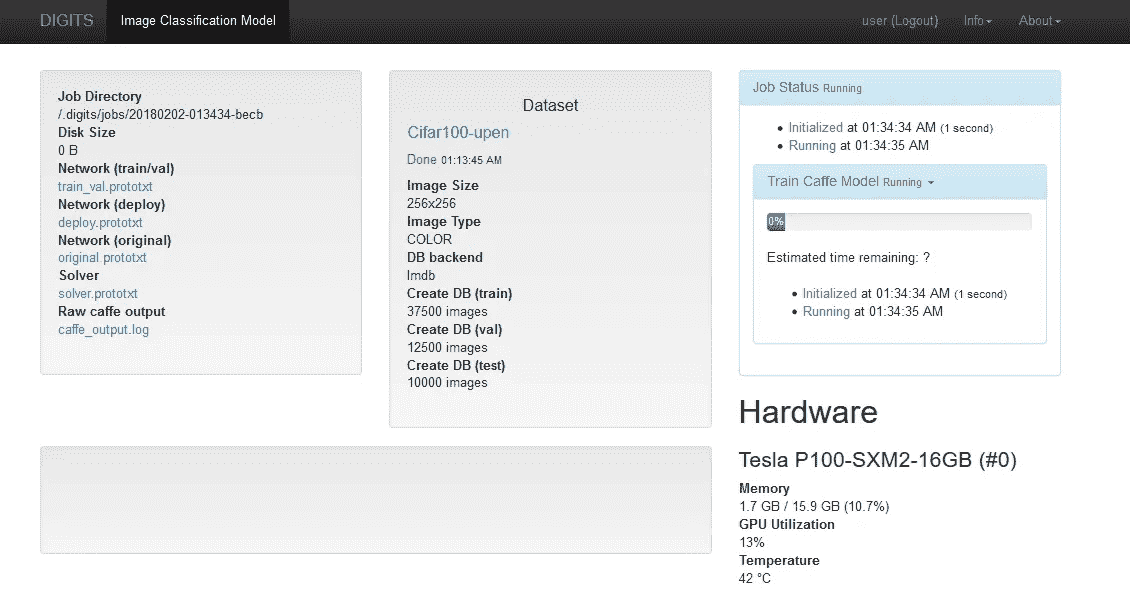 DIGITS Image Classification Model user (Logout) Info About
Job Directory
/.digits/jobs/20180202-013434-becb
Disk Size
0 B
Network (train/val)
train_val.prototxt
Network (deploy)
deploy.prototxt
Network (original)
original.prototxt
Solver
solver.prototxt
Raw caffe output
caffe_output.log
Dataset
Cifar100-upen
Done 01:13:45 AM
Image Size
256x256
Image Type
COLOR
DB backend
lmdb
Create DB (train)
37500 images
Create DB (val)
12500 images
Create DB (test)
10000 images
Job Status Running
• Initialized at 01:34:34 AM (1 second)
• Running at 01:34:35 AM
Train Caffe Model Running
0%
Estimated time remaining: ?
• Initialized at 01:34:34 AM (1 second)
• Running at 01:34:35 AM
Hardware
Tesla P100-SXM2-16GB (#0)
Memory
1.7 GB / 15.9 GB (10.7%)
GPU Utilization
13%
Temperature
42 °C